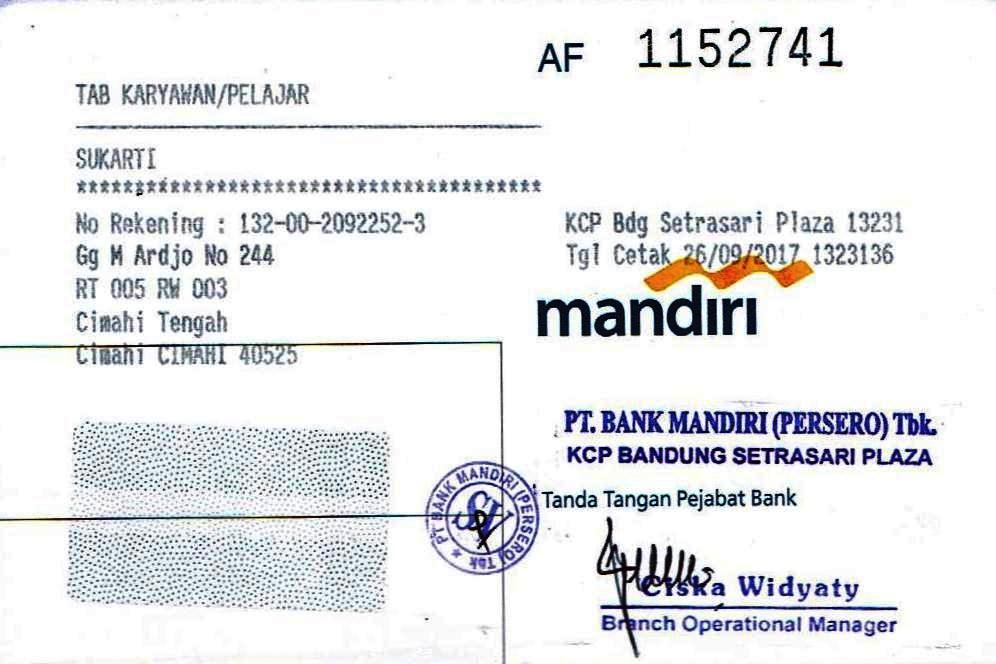 AF 1152741
TAB KARYAWAN/PELAJAR
SUKARTI
*****************************************
No Rekening : 132-00-2092252-3
Gg M Ardjo No 244
RT 005 RW 003
Cimahi Tengah
Cimahi CIMAHI 40525
KCP Bdg Setrasari Plaza 13231
Tgl Cetak 26/09/2017 1323136
mandiri
PT. BANK MANDIRI (PERSERO) Tbk.
KCP BANDUNG SETRASARI PLAZA
PT. BANK MANDIRI (PERSERO) Tbk *
SV
Tanda Tangan Pejabat Bank
Ciska Widyaty
Branch Operational Manager